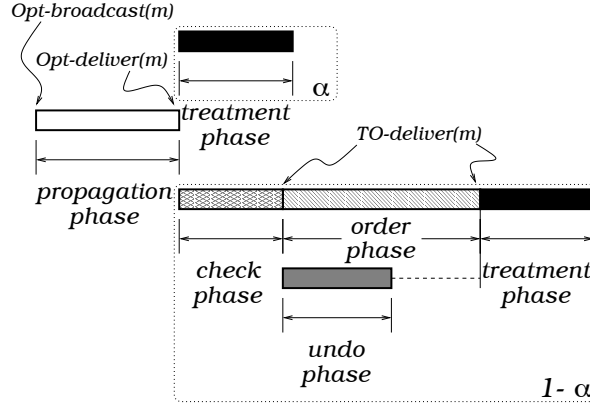 Opt-broadcast(m)
Opt-deliver(m)
α
treatment
phase
TO-deliver(m)
propagation
phase
order
phase
check
phase
treatment
phase
undo
phase
1- α